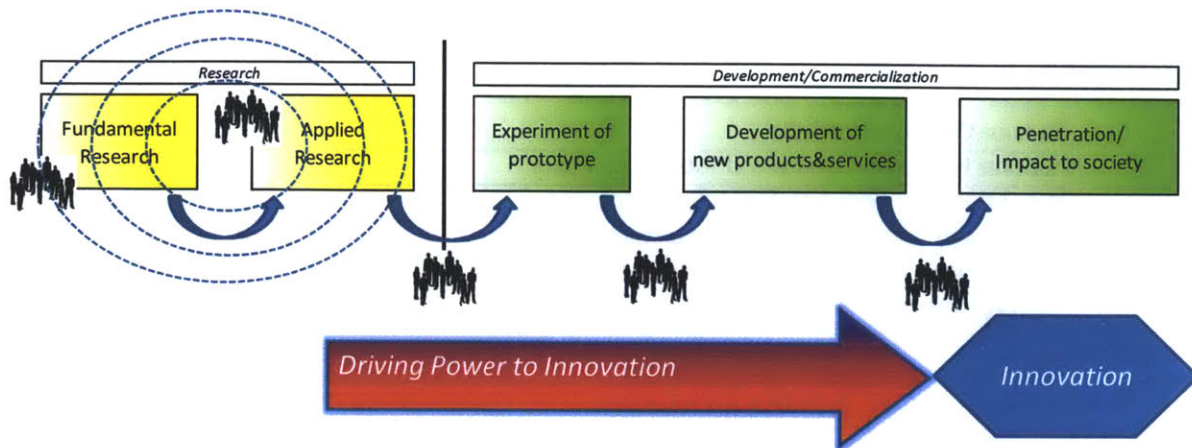 Research
Development/Commercialization
Fundamental
Research
Applied
Research
Experiment of
prototype
Development of
new products&services
Penetration/
Impact to society
Driving Power to Innovation
Innovation